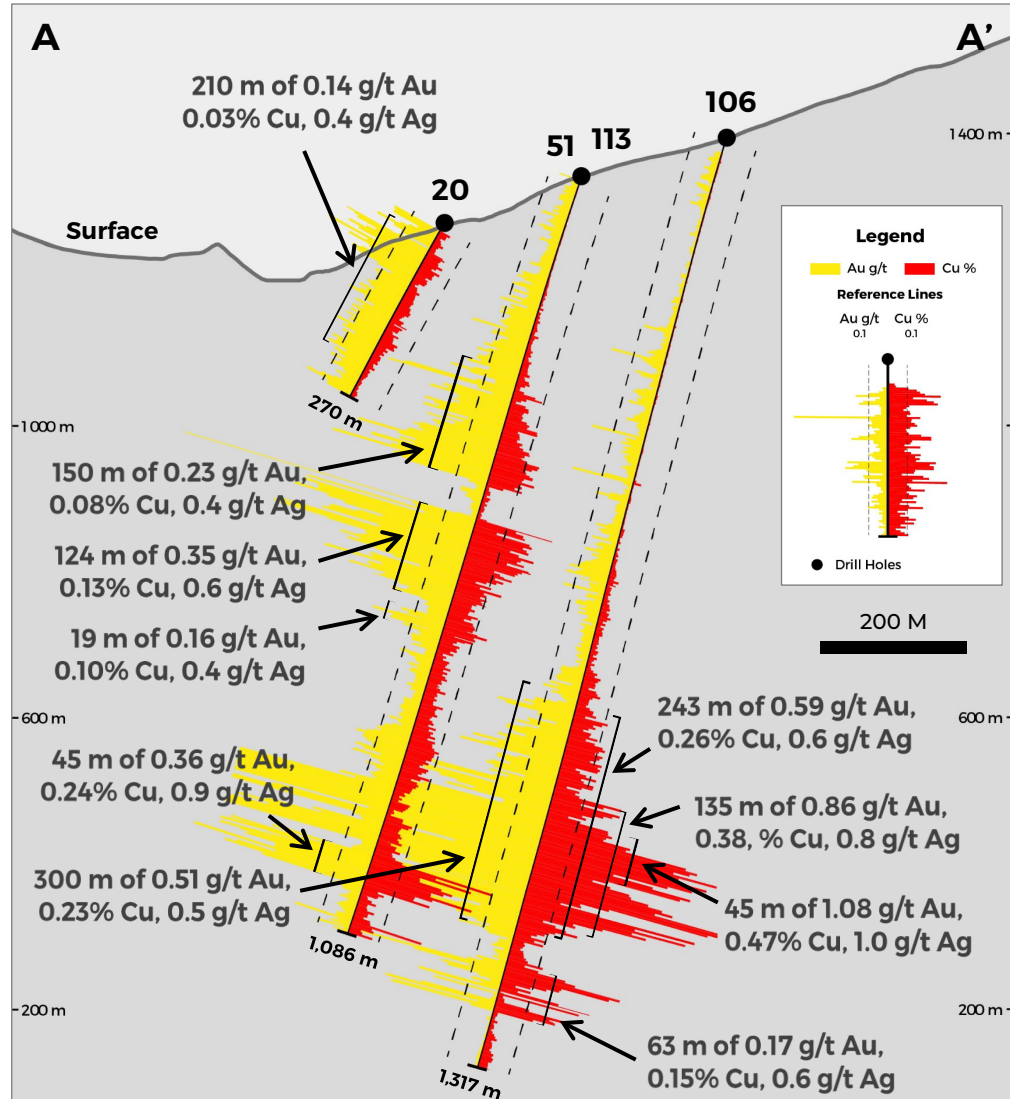 A
A'
210 m of 0.14 g/t Au
0.03% Cu, 0.4 g/t Ag
106
51
113
1 400 m
20
Surface
Legend
Au g/t
Cu %
Reference Lines
Au g/t
Cu %
0.1
0.1
Drill Holes
270 m
1 000 m
150 m of 0.23 g/t Au,
0.08% Cu, 0.4 g/t Ag
124 m of 0.35 g/t Au,
0.13% Cu, 0.6 g/t Ag
19 m of 0.16 g/t Au,
0.10% Cu, 0.4 g/t Ag
200 M
600 m
600 m
243 m of 0.59 g/t Au,
0.26% Cu, 0.6 g/t Ag
45 m of 0.36 g/t Au,
0.24% Cu, 0.9 g/t Ag
135 m of 0.86 g/t Au,
0.38, % Cu, 0.8 g/t Ag
300 m of 0.51 g/t Au,
0.23% Cu, 0.5 g/t Ag
45 m of 1.08 g/t Au,
0.47% Cu, 1.0 g/t Ag
1,086 m
200 m
200 m
63 m of 0.17 g/t Au,
0.15% Cu, 0.6 g/t Ag
1,317 m